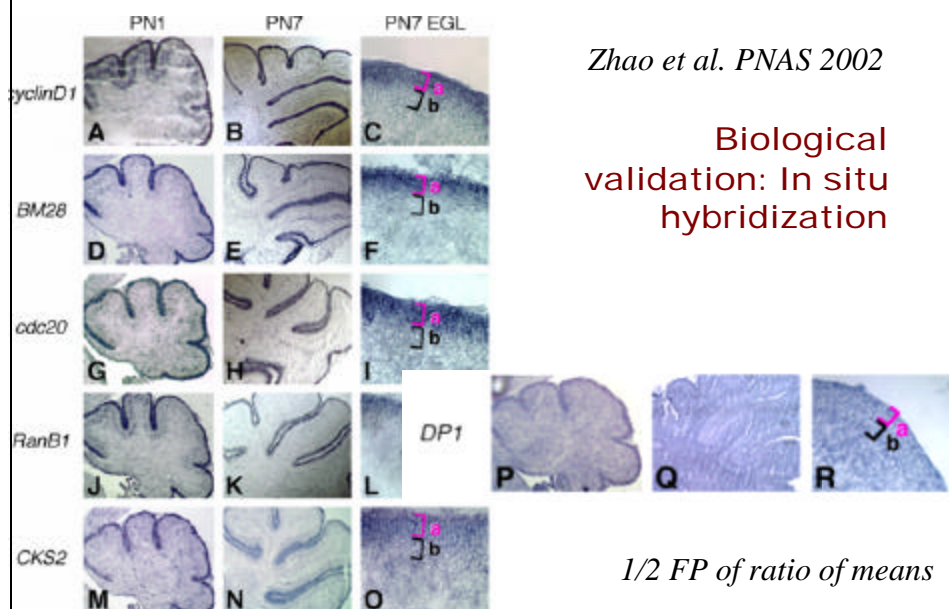 PN1 PN7 PN7 EGL
Zhao et al. PNAS 2002
Biological
validation: In situ
hybridization
yclinD1
A B C
a
b
BM28
D E F
a
b
cdc20
G H I
a
b
RanB1
J K L
DP1
P Q R
a
b
CKS2
M N O
a
b
1/2 FP of ratio of means